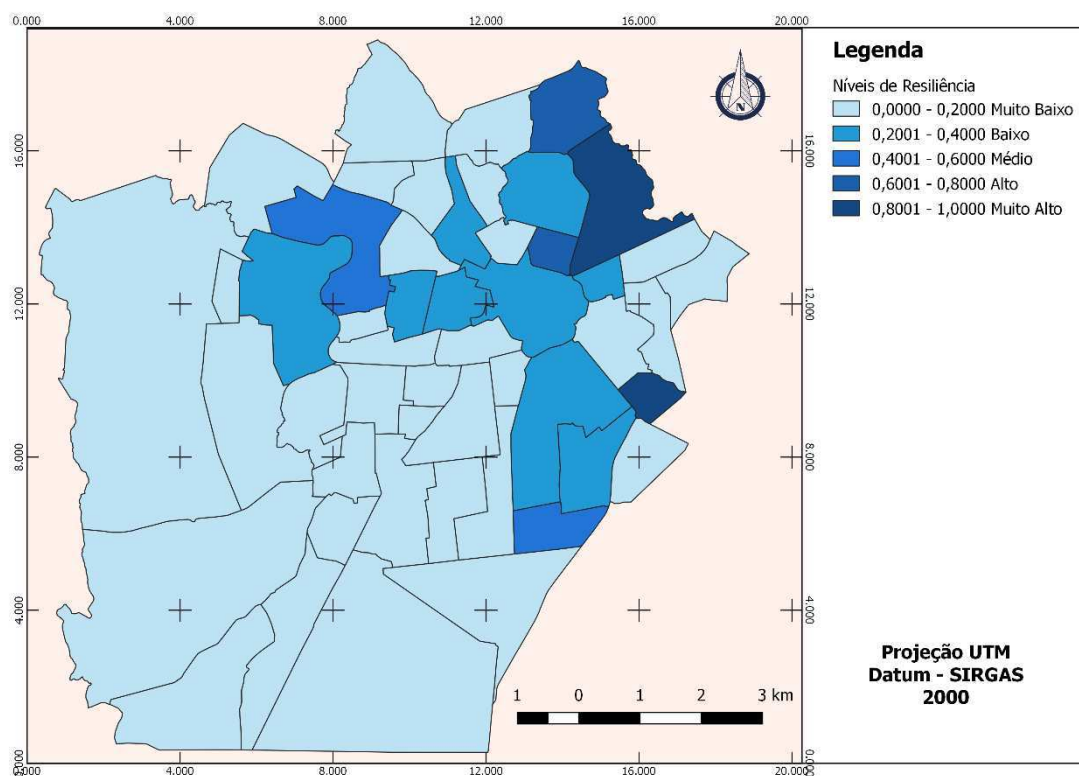 0.000 4.000 8.000 12.000 16.000 20.000
16.000
12.000
8.000
4.000
16.000
12.000
8.000
4.000
4.000 8.000 12.000 16.000 20.000
N
1 0 1 2 3 km
Legenda
Níveis de Resiliência
0,0000 - 0,2000 Muito Baixo
0,2001 - 0,4000 Baixo
0,4001 - 0,6000 Médio
0,6001 - 0,8000 Alto
0,8001 - 1,0000 Muito Alto
Projeção UTM
Datum - SIRGAS
2000